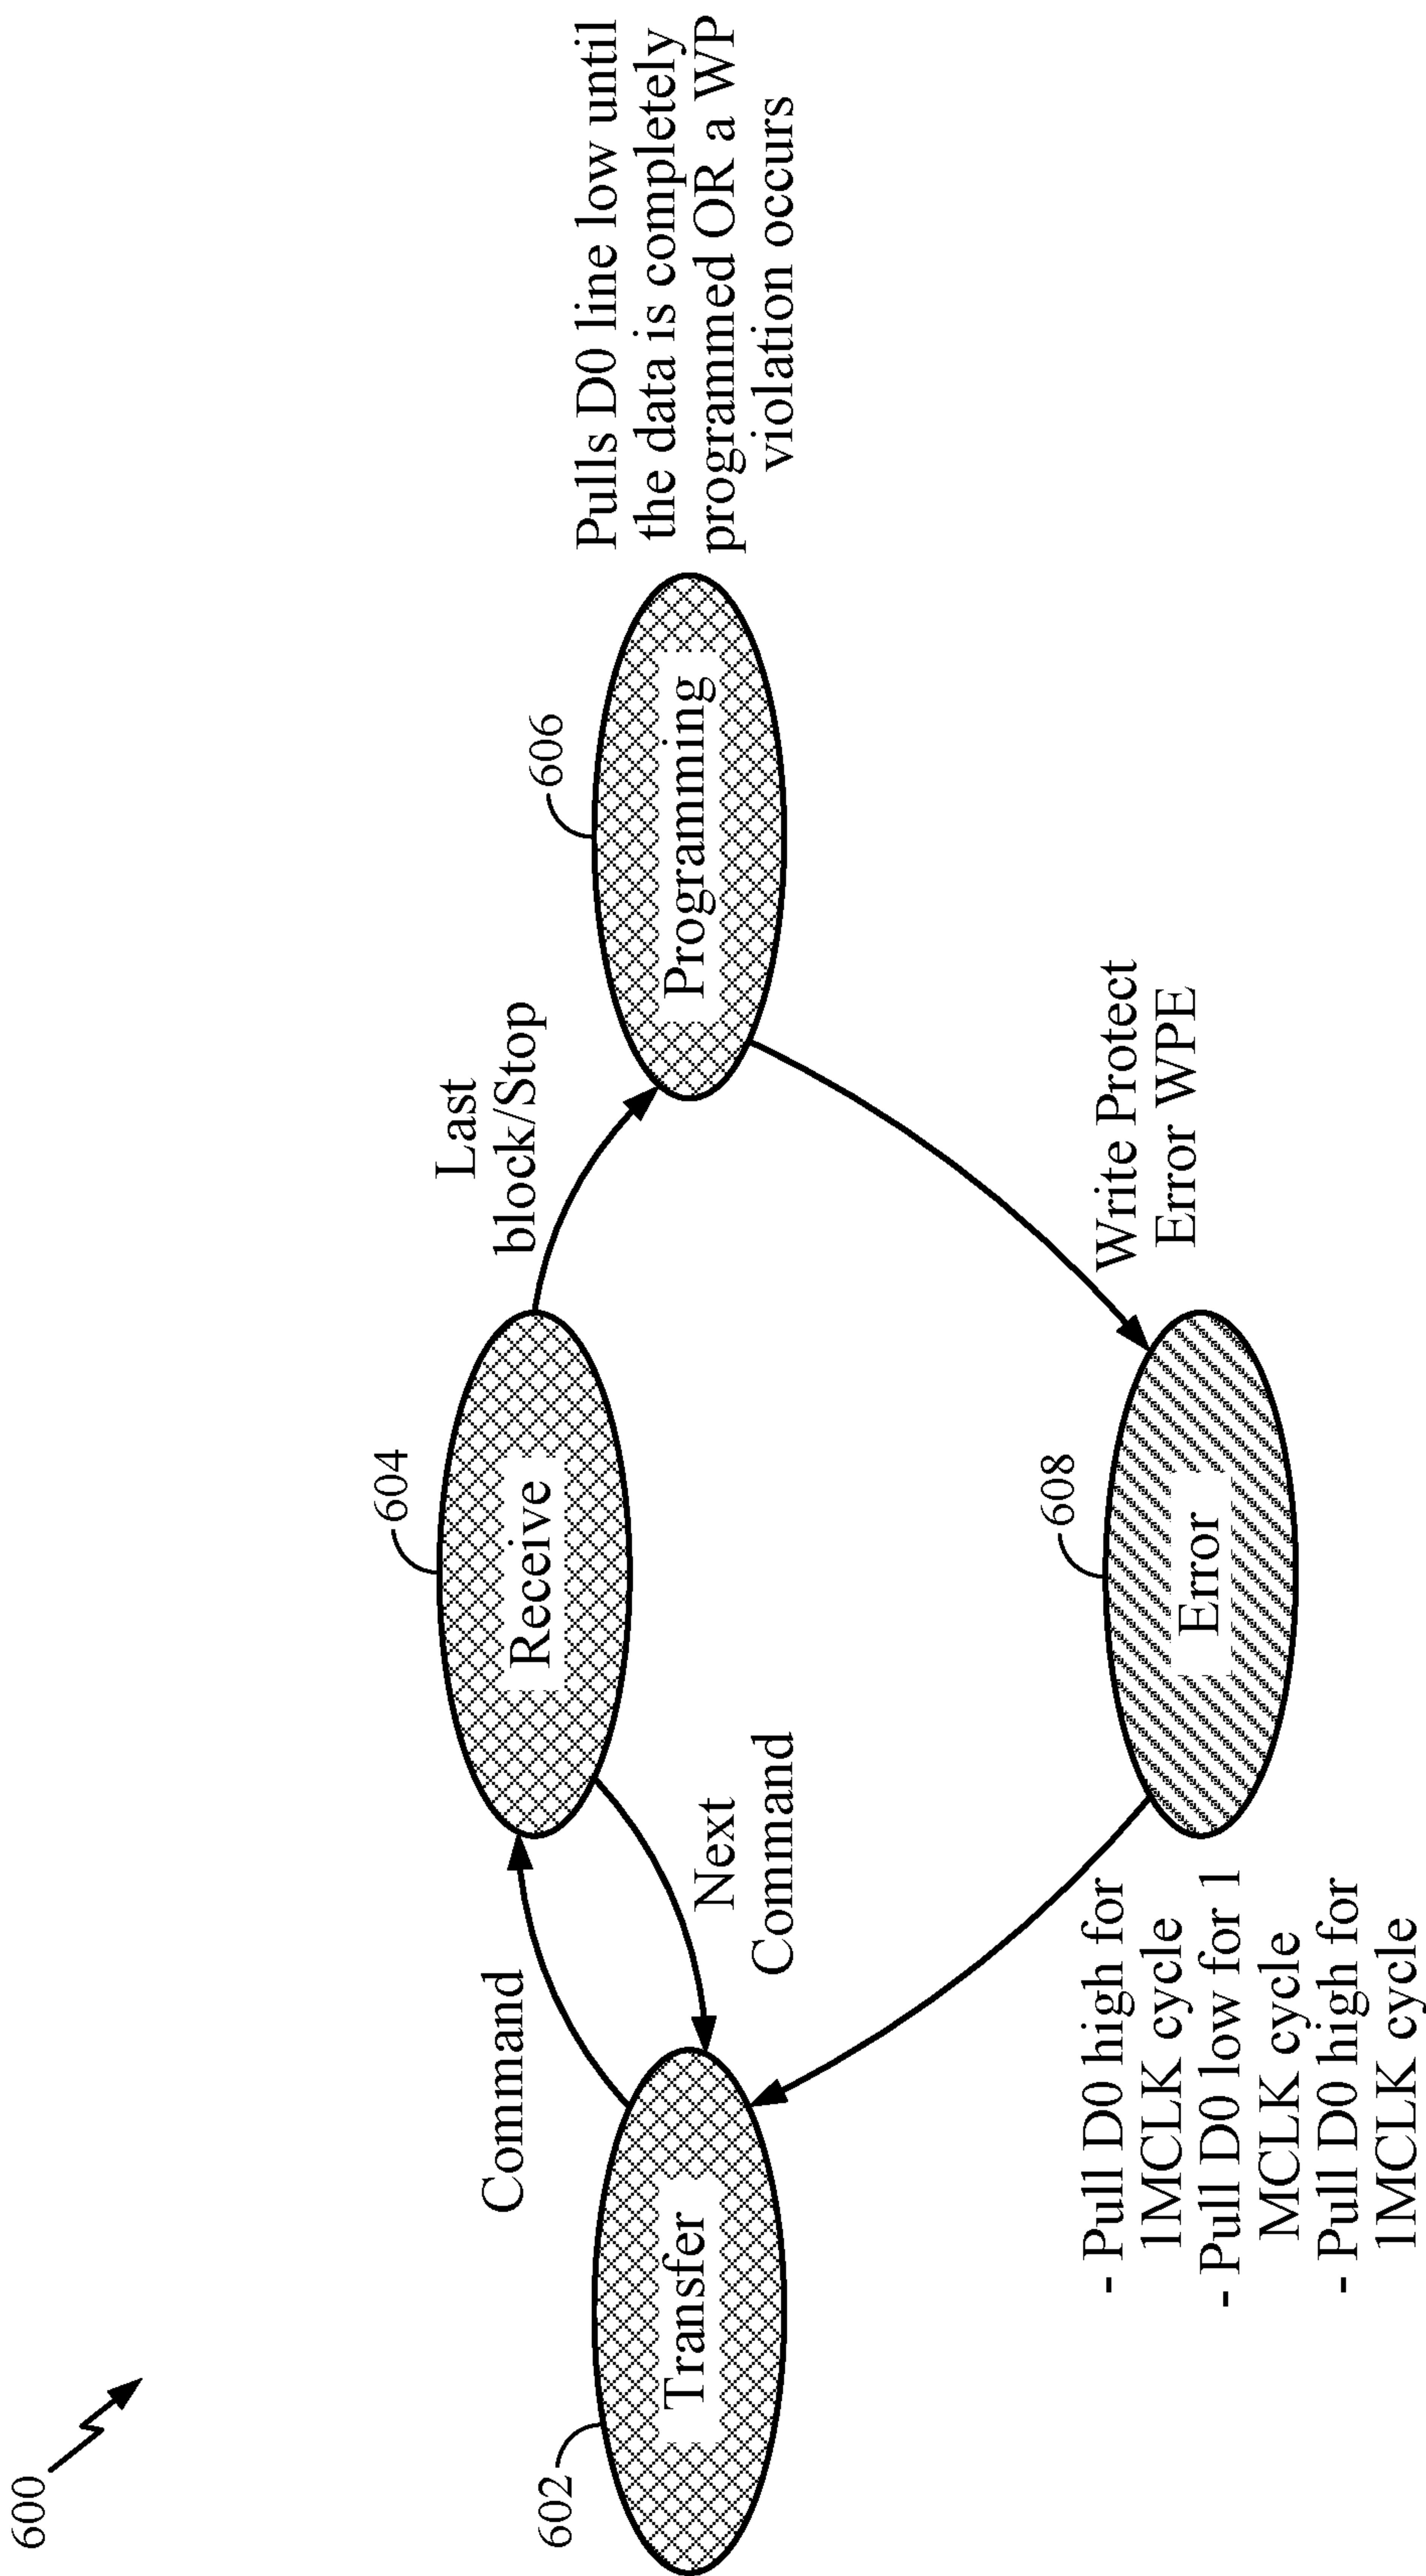 600
602
Transfer
Command
Next
Command
604
Receive
Last
block/Stop
606
Programming
Pulls D0 line low until
the data is completely
programmed OR a WP
violation occurs
Write Protect
Error WPE
608
Error
- Pull D0 high for
1MCLK cycle
- Pull D0 low for 1
MCLK cycle
- Pull D0 high for
1MCLK cycle